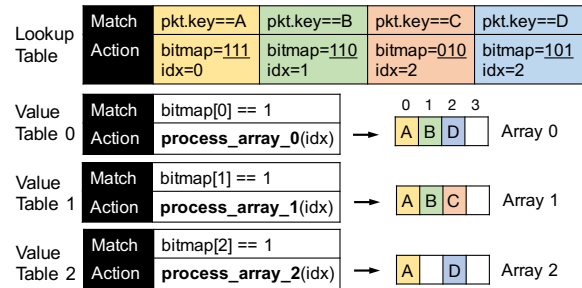 Lookup Table
Match pkt.key==A pkt.key==B pkt.key==C pkt.key==D
Action bitmap=111 bitmap=110 bitmap=010 bitmap=101
idx=0 idx=1 idx=2 idx=2
Value Table 0
Match bitmap[0] == 1
Action process_array_0(idx)
0 1 2 3
A B D Array 0
Value Table 1
Match bitmap[1] == 1
Action process_array_1(idx)
A B C Array 1
Value Table 2
Match bitmap[2] == 1
Action process_array_2(idx)
A D Array 2